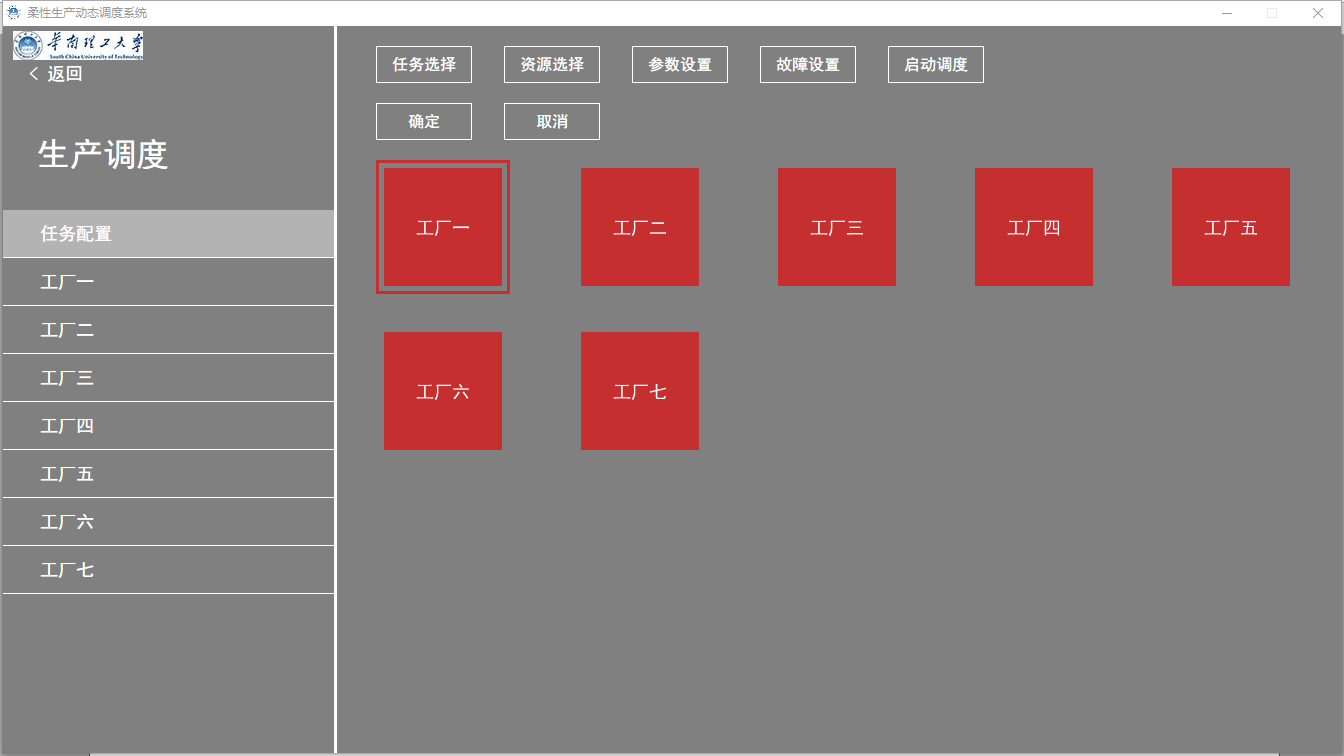 柔性生产动态调度系统
华南理工大学
South China University of Technology
返回
生产调度
任务配置
工厂一
工厂二
工厂三
工厂四
工厂五
工厂六
工厂七
任务选择 资源选择 参数设置 故障设置 启动调度
确定 取消
工厂一 工厂二 工厂三 工厂四 工厂五
工厂六 工厂七